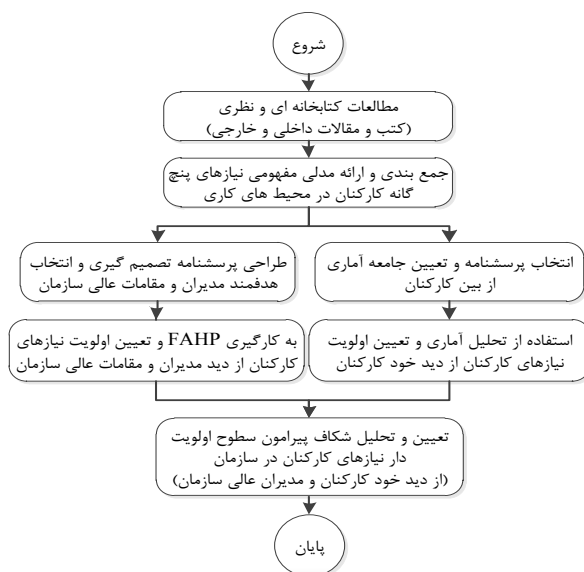 شروع
مطالعات کتابخانه ای و نظری
(کتب و مقالات داخلی و خارجی)
جمع بندی و ارائه مدلی مفهومی نیازهای پنج
گانه کارکنان در محیط های کاری
انتخاب پرسشنامه و تعیین جامعه آماری
از بین کارکنان
استفاده از تحلیل آماری و تعیین اولویت
نیازهای کارکنان از دید خود کارکنان
طراحی پرسشنامه تصمیم گیری و انتخاب
هدفمند مدیران و مقامات عالی سازمان
به کارگیری FAHP و تعیین اولویت نیازهای
کارکنان از دید مدیران و مقامات عالی سازمان
تعیین و تحلیل شکاف پیرامون سطوح اولویت
دار نیازهای کارکنان در سازمان
(از دید خود کارکنان و مدیران عالی سازمان)
پایان